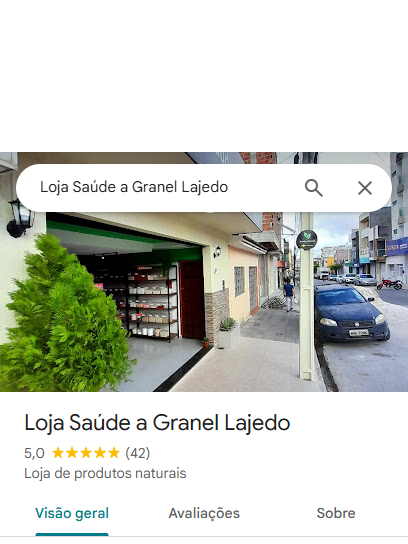 Loja Saúde a Granel Lajedo
Loja Saúde a Granel Lajedo
5,0 (42)
Loja de produtos naturais
Visão geral Avaliações Sobre